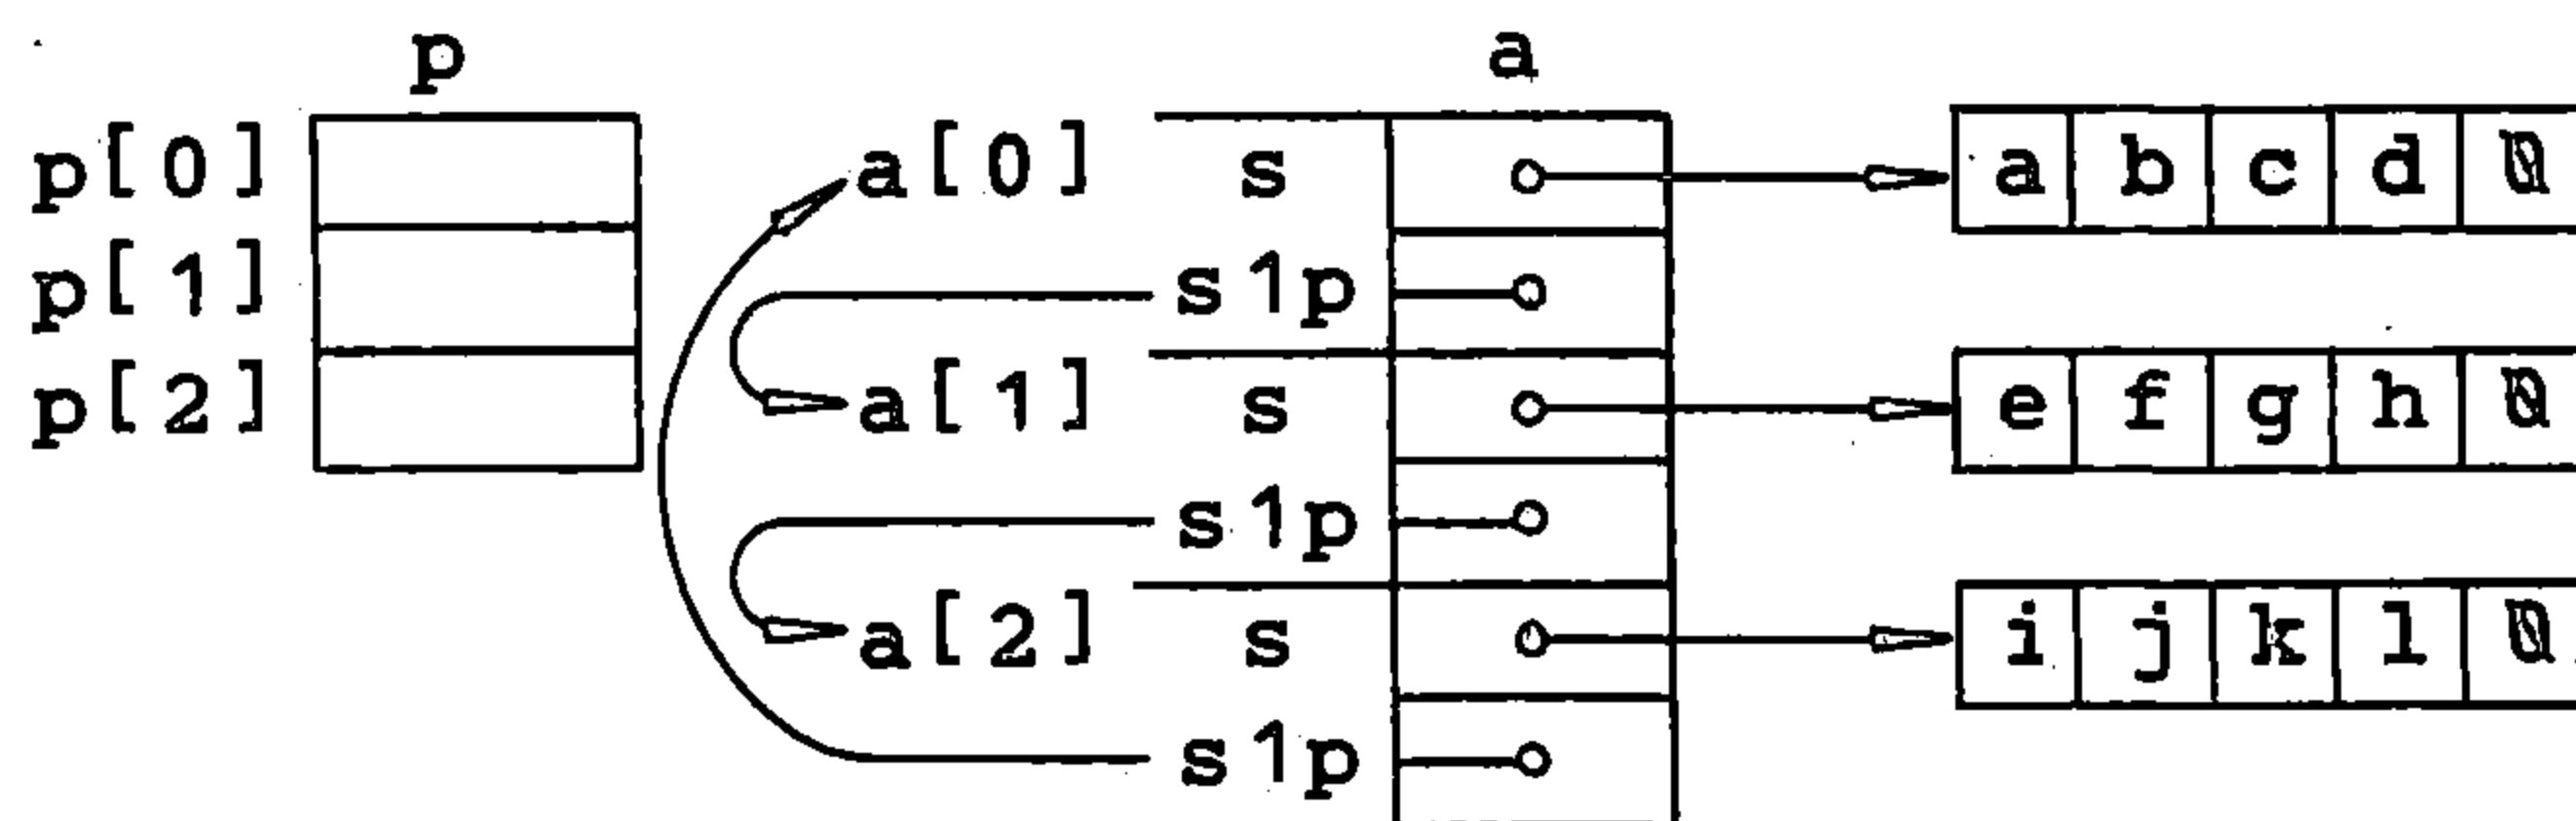 p a
p[0] a[0] s a b c d \0
p[1] s1p
p[2] a[1] s e f g h \0
s1p
a[2] s i j k l \0
s1p